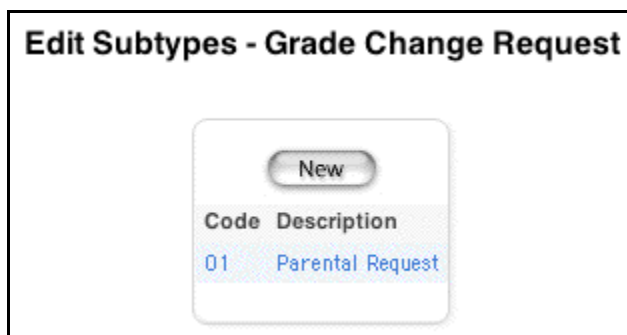 Edit Subtypes - Grade Change Request
New
Code Description
01 Parental Request